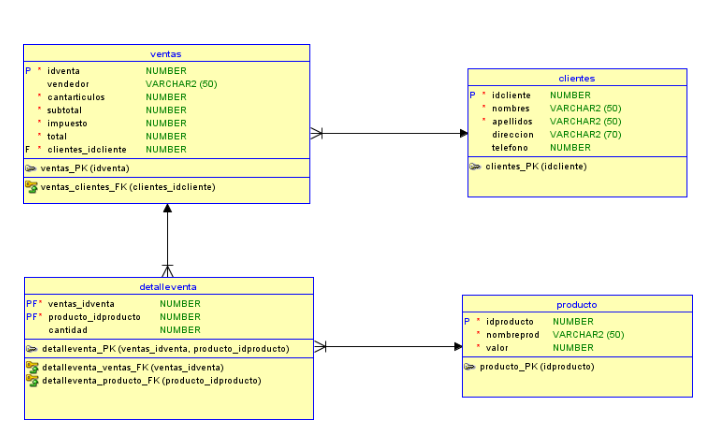 ventas
P * idventa NUMBER
vendedor VARCHAR2 (50)
* cantarticulos NUMBER
* subtotal NUMBER
* impuesto NUMBER
* total NUMBER
F * clientes_idcliente NUMBER
ventas_PK (idventa)
ventas_clientes_FK (clientes_idcliente)
clientes
P * idcliente NUMBER
* nombres VARCHAR2 (50)
* apellidos VARCHAR2 (50)
direccion VARCHAR2 (70)
telefono NUMBER
clientes_PK (idcliente)
detalleventa
PF* ventas_idventa NUMBER
PF* producto_idproducto NUMBER
cantidad NUMBER
detalleventa_PK (ventas_idventa, producto_idproducto)
detalleventa_ventas_FK (ventas_idventa)
detalleventa_producto_FK (producto_idproducto)
producto
P * idproducto NUMBER
* nombreprod VARCHAR2 (50)
* valor NUMBER
producto_PK (idproducto)